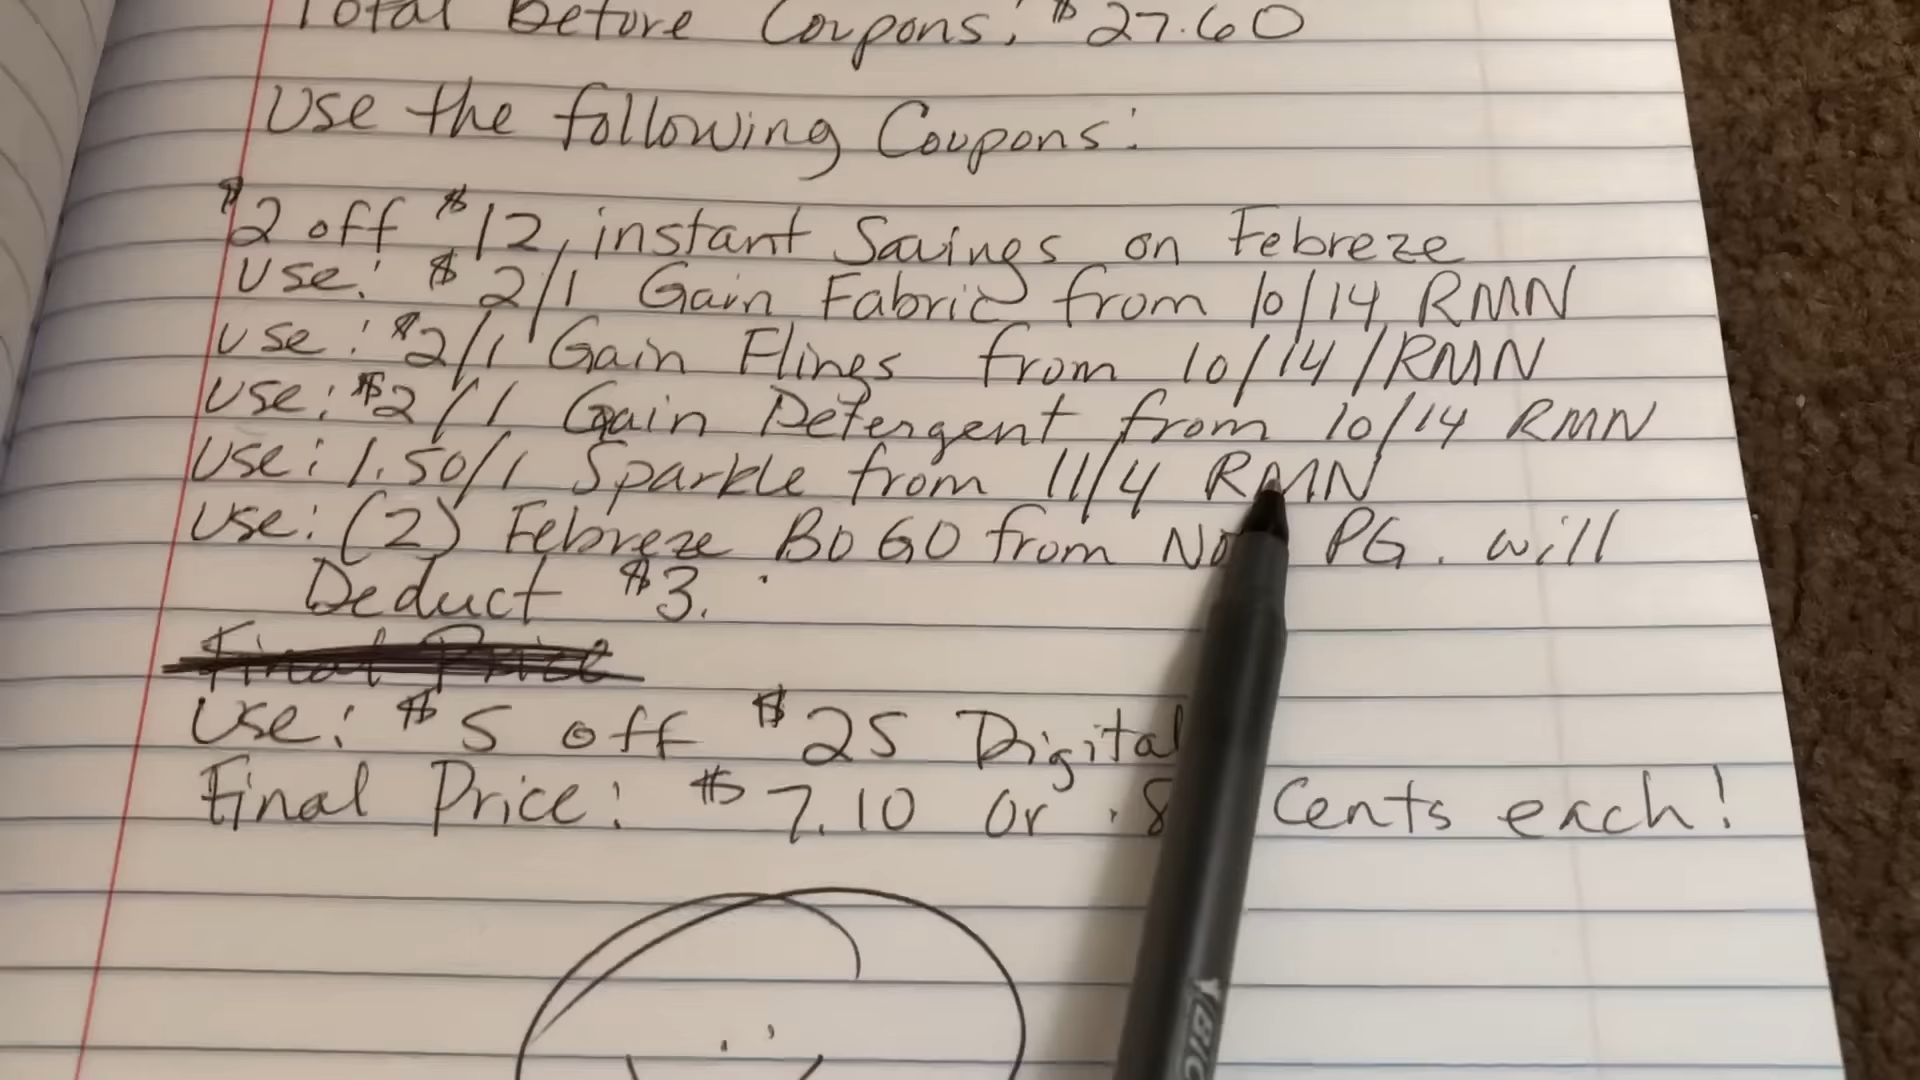 Total Before Coupons: $27.60
Use the following Coupons:
$2 off $12, instant Savings on Febreze
Use: $2/1 Gain Fabric from 10/14 RMN
Use: $2/1 Gain Flings from 10/14/RMN
Use: $2/1 Gain Detergent from 10/14 RMN
Use: 1.50/1 Sparkle from 11/4 RMN
Use: (2) Febreze BOGO from PG. will
Deduct $3.
Final Price
Use: $5 off $25 Digital
Final Price: $7.10 or Cents each!
BIC